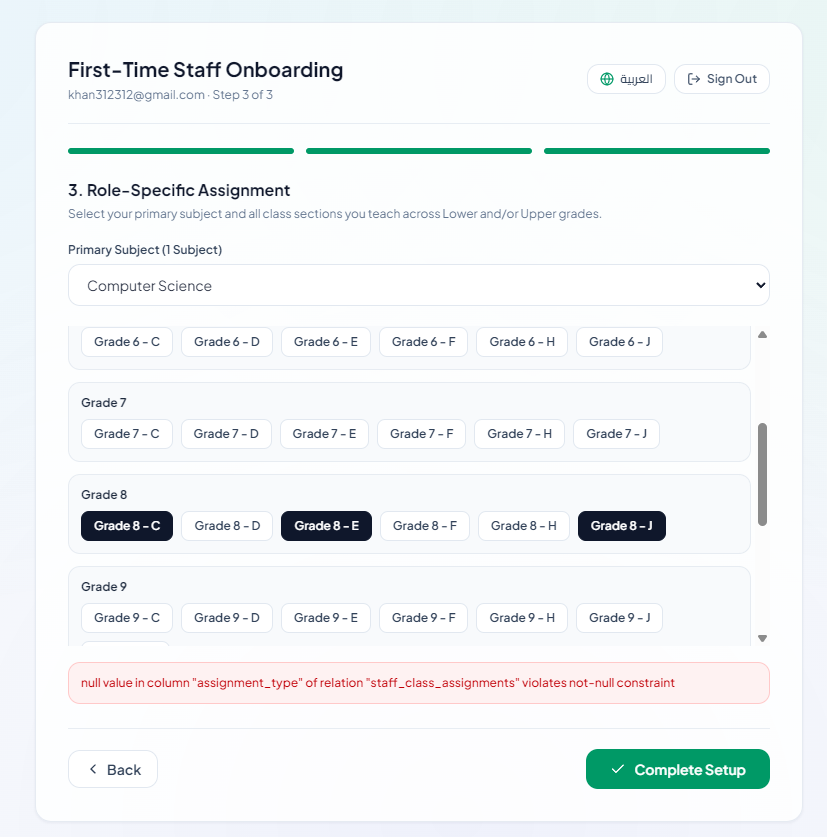 First-Time Staff Onboarding
khan312312@gmail.com · Step 3 of 3
العربية
Sign Out
3. Role-Specific Assignment
Select your primary subject and all class sections you teach across Lower and/or Upper grades.
Primary Subject (1 Subject)
Computer Science
Grade 6 - C Grade 6 - D Grade 6 - E Grade 6 - F Grade 6 - H Grade 6 - J
Grade 7
Grade 7 - C Grade 7 - D Grade 7 - E Grade 7 - F Grade 7 - H Grade 7 - J
Grade 8
Grade 8 - C Grade 8 - D Grade 8 - E Grade 8 - F Grade 8 - H Grade 8 - J
Grade 9
Grade 9 - C Grade 9 - D Grade 9 - E Grade 9 - F Grade 9 - H Grade 9 - J
null value in column "assignment_type" of relation "staff_class_assignments" violates not-null constraint
Back
Complete Setup